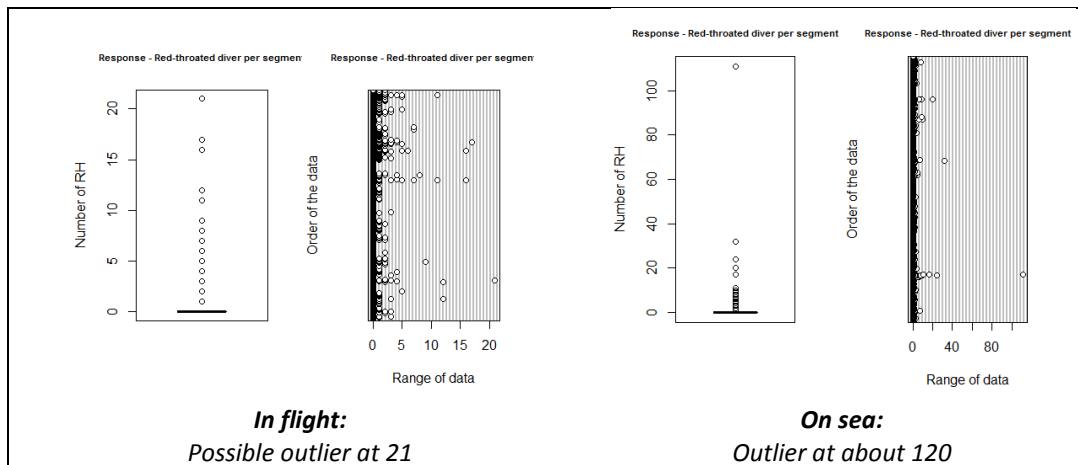 Response - Red-throated diver per segment
Number of RH
20
15
10
5
0
Response - Red-throated diver per segment
Order of the data
0 5 10 15 20
Range of data
In flight:
Possible outlier at 21
Response - Red-throated diver per segment
Number of RH
100
80
60
40
20
0
Response - Red-throated diver per segment
Order of the data
0 40 80
Range of data
On sea:
Outlier at about 120